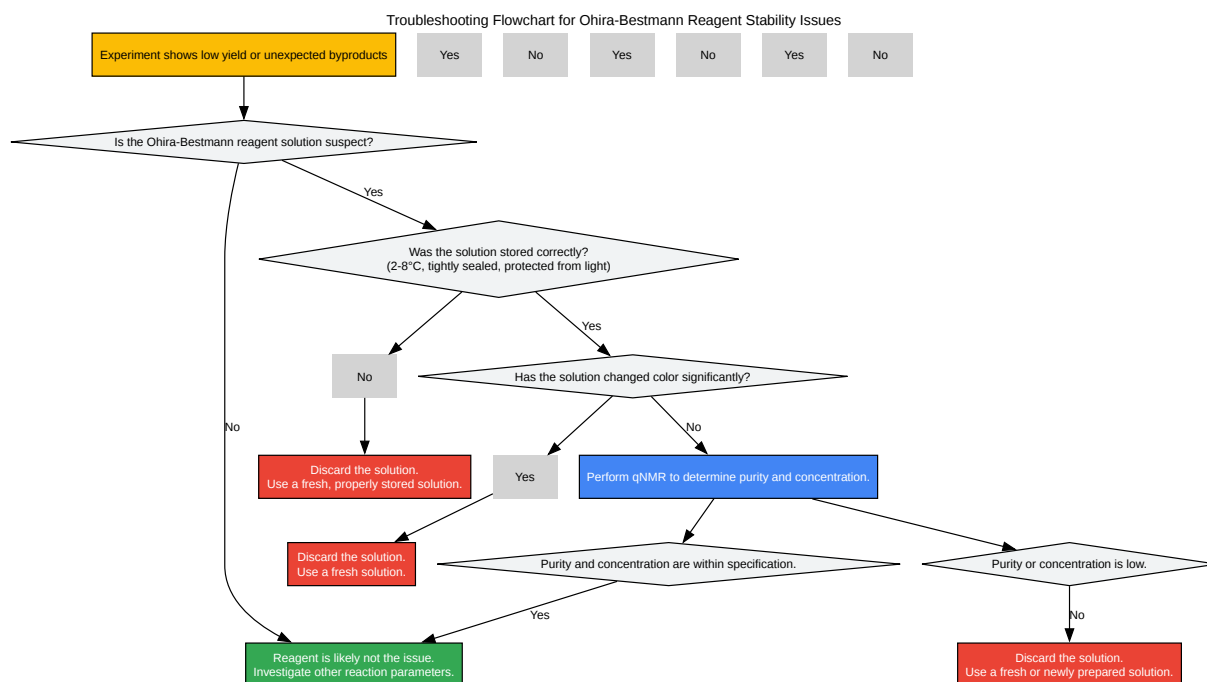 Troubleshooting Flowchart for Ohira-Bestmann Reagent Stability Issues
Experiment shows low yield or unexpected byproducts
Yes
No
Yes
No
Yes
No
Is the Ohira-Bestmann reagent solution suspect?
Yes
Was the solution stored correctly?
(2-8°C, tightly sealed, protected from light)
Yes
No
Has the solution changed color significantly?
No
No
Discard the solution.
Use a fresh, properly stored solution.
Yes
Perform qNMR to determine purity and concentration.
Discard the solution.
Use a fresh solution.
Purity and concentration are within specification.
Purity or concentration is low.
Yes
No
Reagent is likely not the issue.
Investigate other reaction parameters.
Discard the solution.
Use a fresh or newly prepared solution.